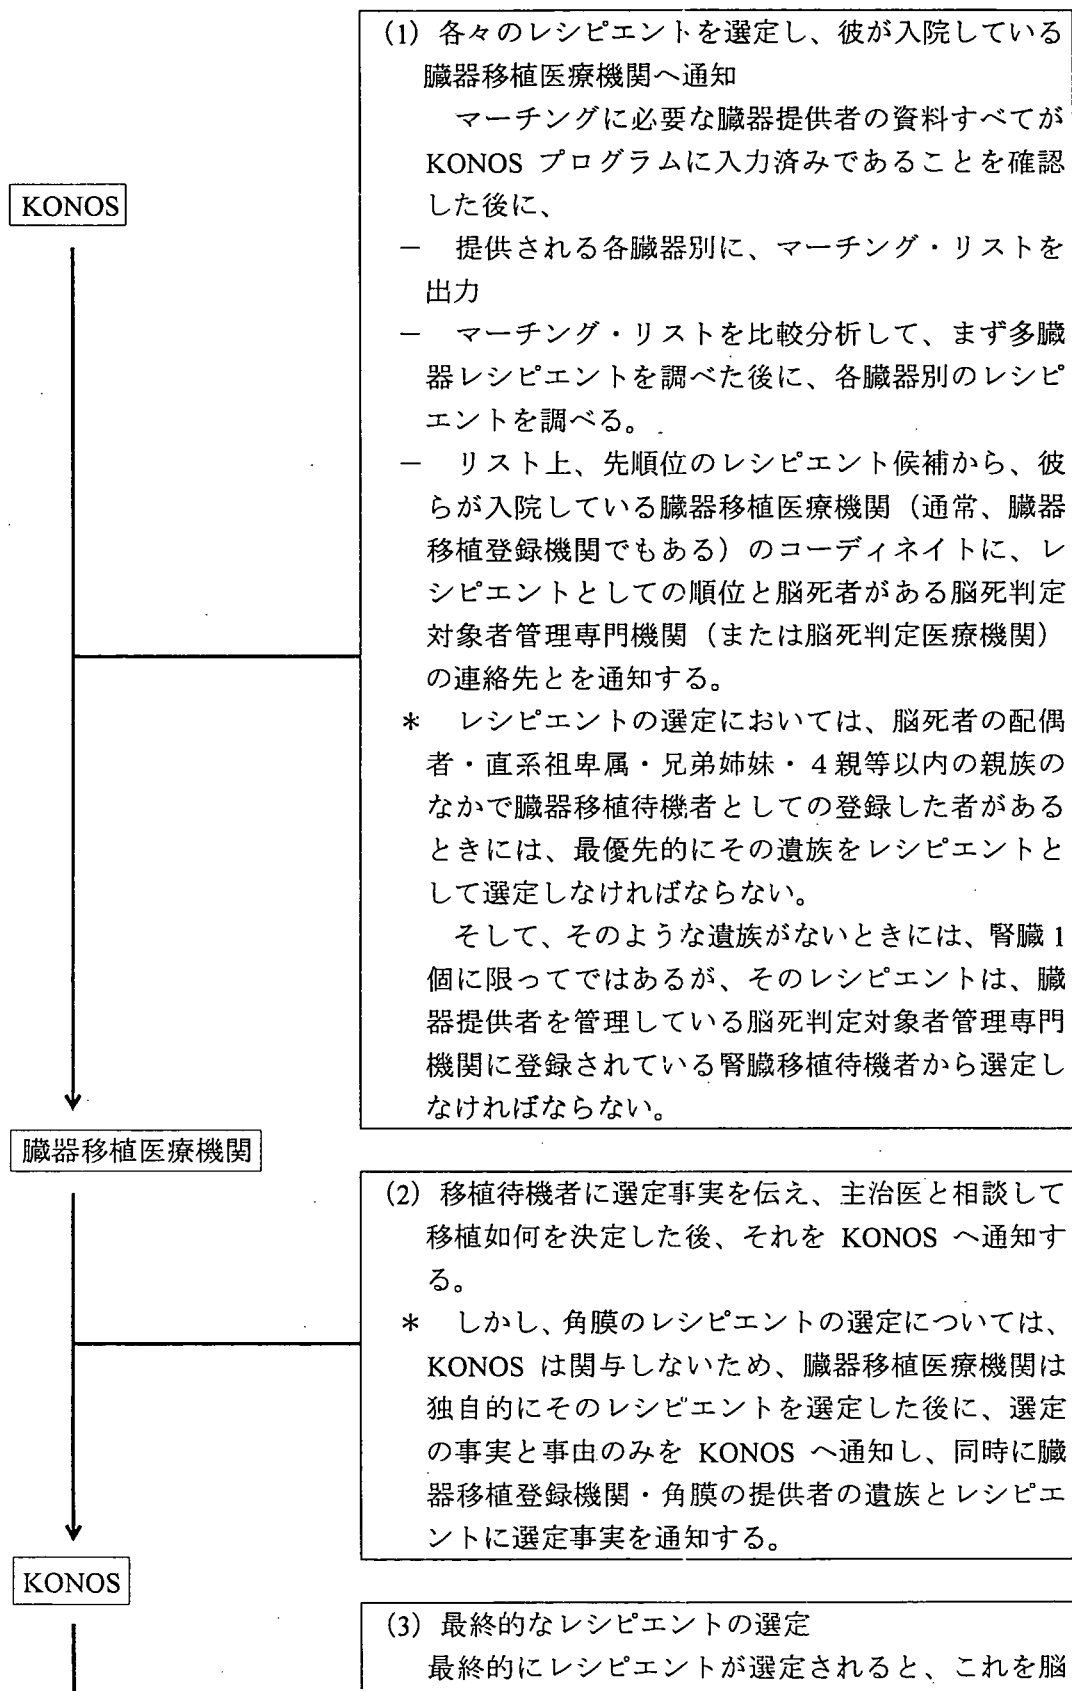 (1) 各々のレシピエントを選定し、彼が入院している
臓器移植医療機関へ通知
マーチングに必要な臓器提供者の資料すべてが
KONOS プログラムに入力済みであることを確認
した後に、
KONOS
－ 提供される各臓器別に、マーチング・リストを
出力
－ マーチング・リストを比較分析して、まず多臓
器レシピエントを調べた後に、各臓器別のレシピ
エントを調べる。
－ リスト上、先順位のレシピエント候補から、彼
らが入院している臓器移植医療機関（通常、臓器
移植登録機関でもある）のコーディネイトに、レ
シピエントとしての順位と脳死者がある脳死判定
対象者管理専門機関（または脳死判定医療機関）
の連絡先とを通知する。
＊ レシピエントの選定においては、脳死者の配偶
者・直系祖卑属・兄弟姉妹・４親等以内の親族の
なかで臓器移植待機者としての登録した者がある
ときには、最優先的にその遺族をレシピエントと
して選定しなければならない。
そして、そのような遺族がないときには、腎臓 1
個に限ってではあるが、そのレシピエントは、臓
器提供者を管理している脳死判定対象者管理専門
機関に登録されている腎臓移植待機者から選定し
なければならない。
臓器移植医療機関
(2) 移植待機者に選定事実を伝え、主治医と相談して
移植如何を決定した後、それを KONOS へ通知す
る。
＊ しかし、角膜のレシピエントの選定については、
KONOS は関与しないため、臓器移植医療機関は
独自的にそのレシピエントを選定した後に、選定
の事実と事由のみを KONOS へ通知し、同時に臓
器移植登録機関・角膜の提供者の遺族とレシピエ
ントに選定事実を通知する。
KONOS
(3) 最終的なレシピエントの選定
最終的にレシピエントが選定されると、これを脳